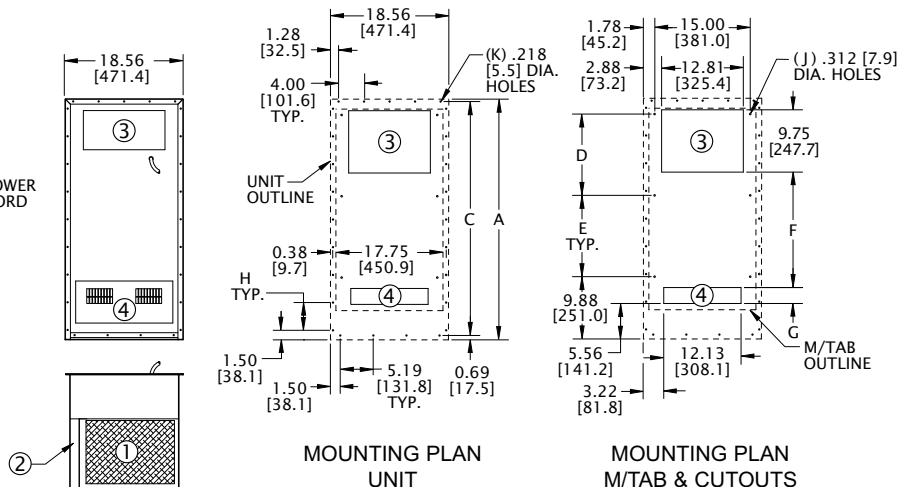 18.56
[471.4]
③
OWER
ORD
④
②
①
18.56
[471.4]
1.28
[32.5]
4.00
[101.6]
TYP.
(K) .218
[5.5] DIA.
HOLES
③
UNIT
OUTLINE
C
A
0.38
[9.7]
17.75
[450.9]
H
TYP.
④
1.50
[38.1]
1.50
[38.1]
5.19
[131.8]
TYP.
0.69
[17.5]
MOUNTING PLAN
UNIT
1.78
[45.2]
15.00
[381.0]
2.88
[73.2]
12.81
[325.4]
(J) .312 [7.9]
DIA. HOLES
③
9.75
[247.7]
D
E
TYP.
F
④
9.88
[251.0]
G
5.56
[141.2]
12.13
[308.1]
M/TAB
OUTLINE
3.22
[81.8]
MOUNTING PLAN
M/TAB & CUTOUTS